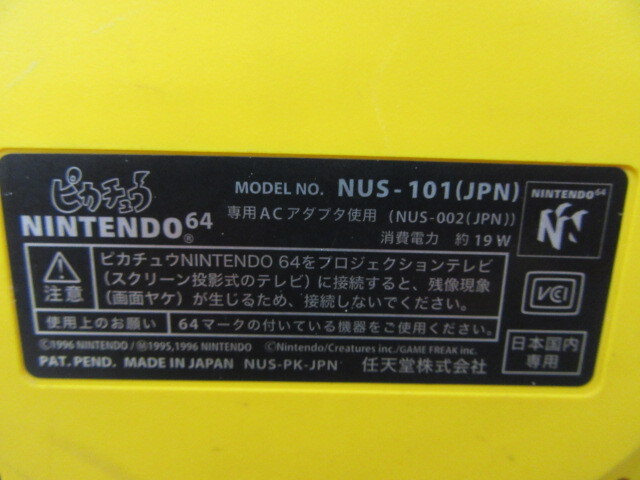 ピカチュウ
NINTENDO 64®
MODEL NO. NUS-101(JPN)
専用ACアダプタ使用 (NUS-002(JPN))
消費電力 約19W
NINTENDO 64
注意
ピカチュウNINTENDO 64をプロジェクションテレビ
(スクリーン投影式のテレビ)に接続すると、残像現象
(画面ヤケ)が生じるため、接続しないでください。
VCI
使用上のお願い 64マークの付いている機器をご使用ください。
©1996 NINTENDO/Ⓜ1995,1996 NINTENDO ©Nintendo/Creatures inc./GAME FREAK inc.
PAT. PEND. MADE IN JAPAN NUS-PK-JPN 任天堂株式会社
日本国内
専用